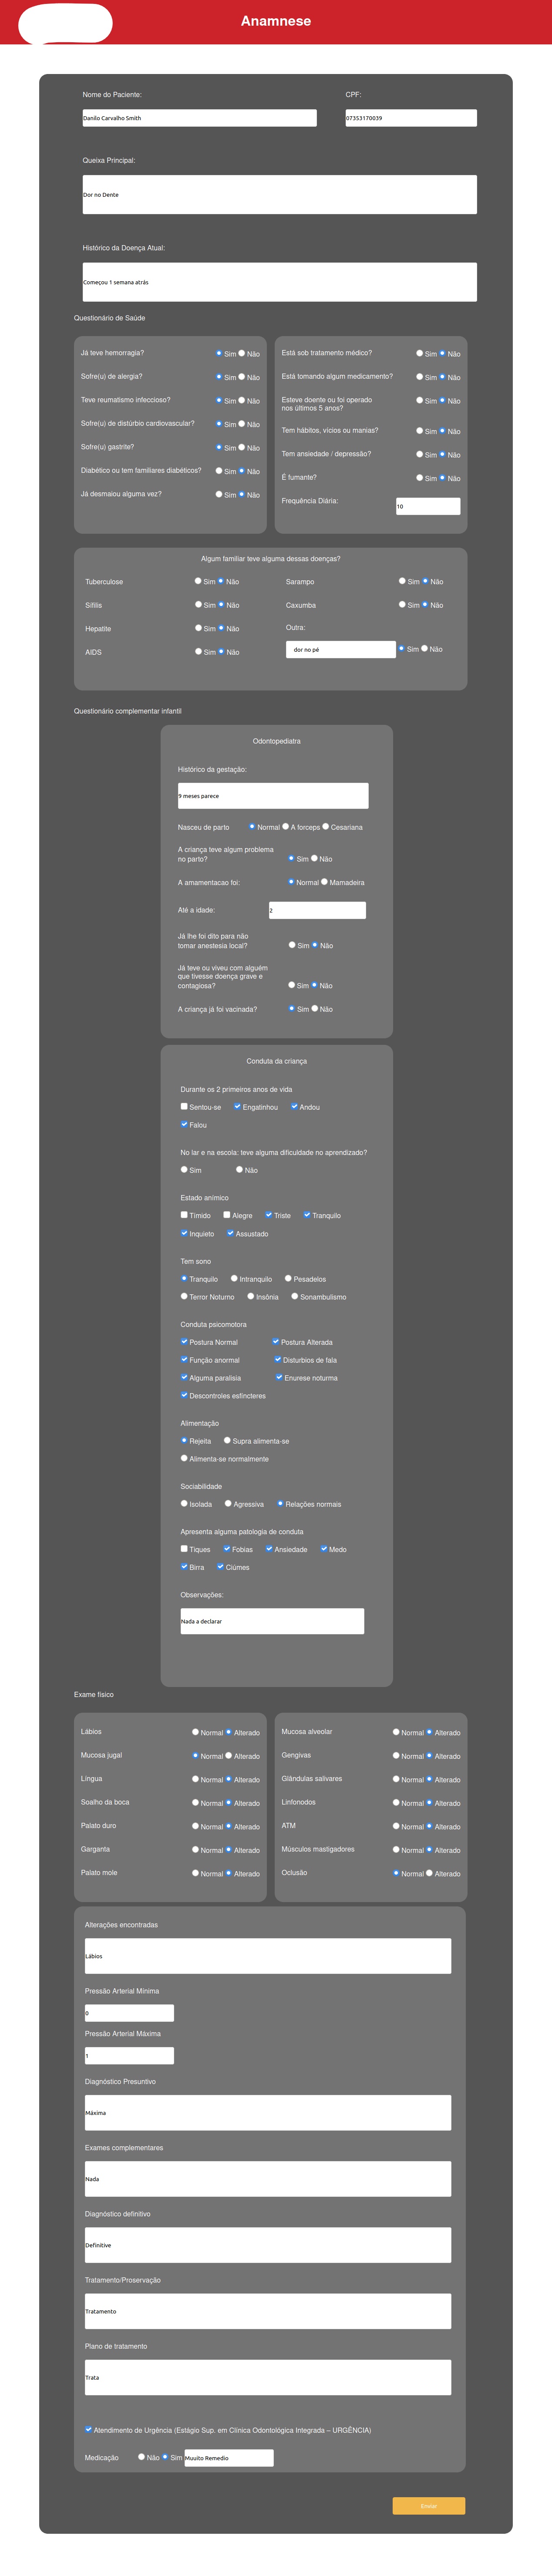 Anamnese
Nome do Paciente: CPF:
Danilo Carvalho Smith 07353170039
Queixa Principal:
Dor no Dente
Histórico da Doença Atual:
Começou 1 semana atrás
Questionário de Saúde
Já teve hemorragia? Sim Não
Sofre(u) de alergia? Sim Não
Teve reumatismo infeccioso? Sim Não
Sofre(u) de distúrbio cardiovascular? Sim Não
Sofre(u) gastrite? Sim Não
Diabético ou tem familiares diabéticos? Sim Não
Já desmaiou alguma vez? Sim Não
Está sob tratamento médico? Sim Não
Está tomando algum medicamento? Sim Não
Esteve doente ou foi operado
nos últimos 5 anos? Sim Não
Tem hábitos, vícios ou manias? Sim Não
Tem ansiedade / depressão? Sim Não
É fumante? Sim Não
Frequência Diária: 10
Algum familiar teve alguma dessas doenças?
Tuberculose Sim Não
Sífilis Sim Não
Hepatite Sim Não
AIDS Sim Não
Sarampo Sim Não
Caxumba Sim Não
Outra:
dor no pé Sim Não
Questionário complementar infantil
Odontopediatra
Histórico da gestação:
9 meses parece
Nasceu de parto Normal A forceps Cesariana
A criança teve algum problema
no parto? Sim Não
A amamentacao foi: Normal Mamadeira
Até a idade: 2
Já lhe foi dito para não
tomar anestesia local? Sim Não
Já teve ou viveu com alguém
que tivesse doença grave e
contagiosa? Sim Não
A criança já foi vacinada? Sim Não
Conduta da criança
Durante os 2 primeiros anos de vida
Sentou-se Engatinhou Andou
Falou
No lar e na escola: teve alguma dificuldade no aprendizado?
Sim Não
Estado anímico
Tímido Alegre Triste Tranquilo
Inquieto Assustado
Tem sono
Tranquilo Intranquilo Pesadelos
Terror Noturno Insônia Sonambulismo
Conduta psicomotora
Postura Normal Postura Alterada
Função anormal Disturbios de fala
Alguma paralisia Enurese noturma
Descontroles esfíncteres
Alimentação
Rejeita Supra alimenta-se
Alimenta-se normalmente
Sociabilidade
Isolada Agressiva Relações normais
Apresenta alguma patologia de conduta
Tiques Fobias Ansiedade Medo
Birra Ciúmes
Observações:
Nada a declarar
Exame físico
Lábios Normal Alterado
Mucosa jugal Normal Alterado
Língua Normal Alterado
Soalho da boca Normal Alterado
Palato duro Normal Alterado
Garganta Normal Alterado
Palato mole Normal Alterado
Mucosa alveolar Normal Alterado
Gengivas Normal Alterado
Glândulas salivares Normal Alterado
Linfonodos Normal Alterado
ATM Normal Alterado
Músculos mastigadores Normal Alterado
Oclusão Normal Alterado
Alterações encontradas
Lábios
Pressão Arterial Mínima
0
Pressão Arterial Máxima
1
Diagnóstico Presuntivo
Máxima
Exames complementares
Nada
Diagnóstico definitivo
Definitive
Tratamento/Proservação
Tratamento
Plano de tratamento
Trata
Atendimento de Urgência (Estágio Sup. em Clínica Odontológica Integrada – URGÊNCIA)
Medicação Não Sim Muuito Remedio
Enviar